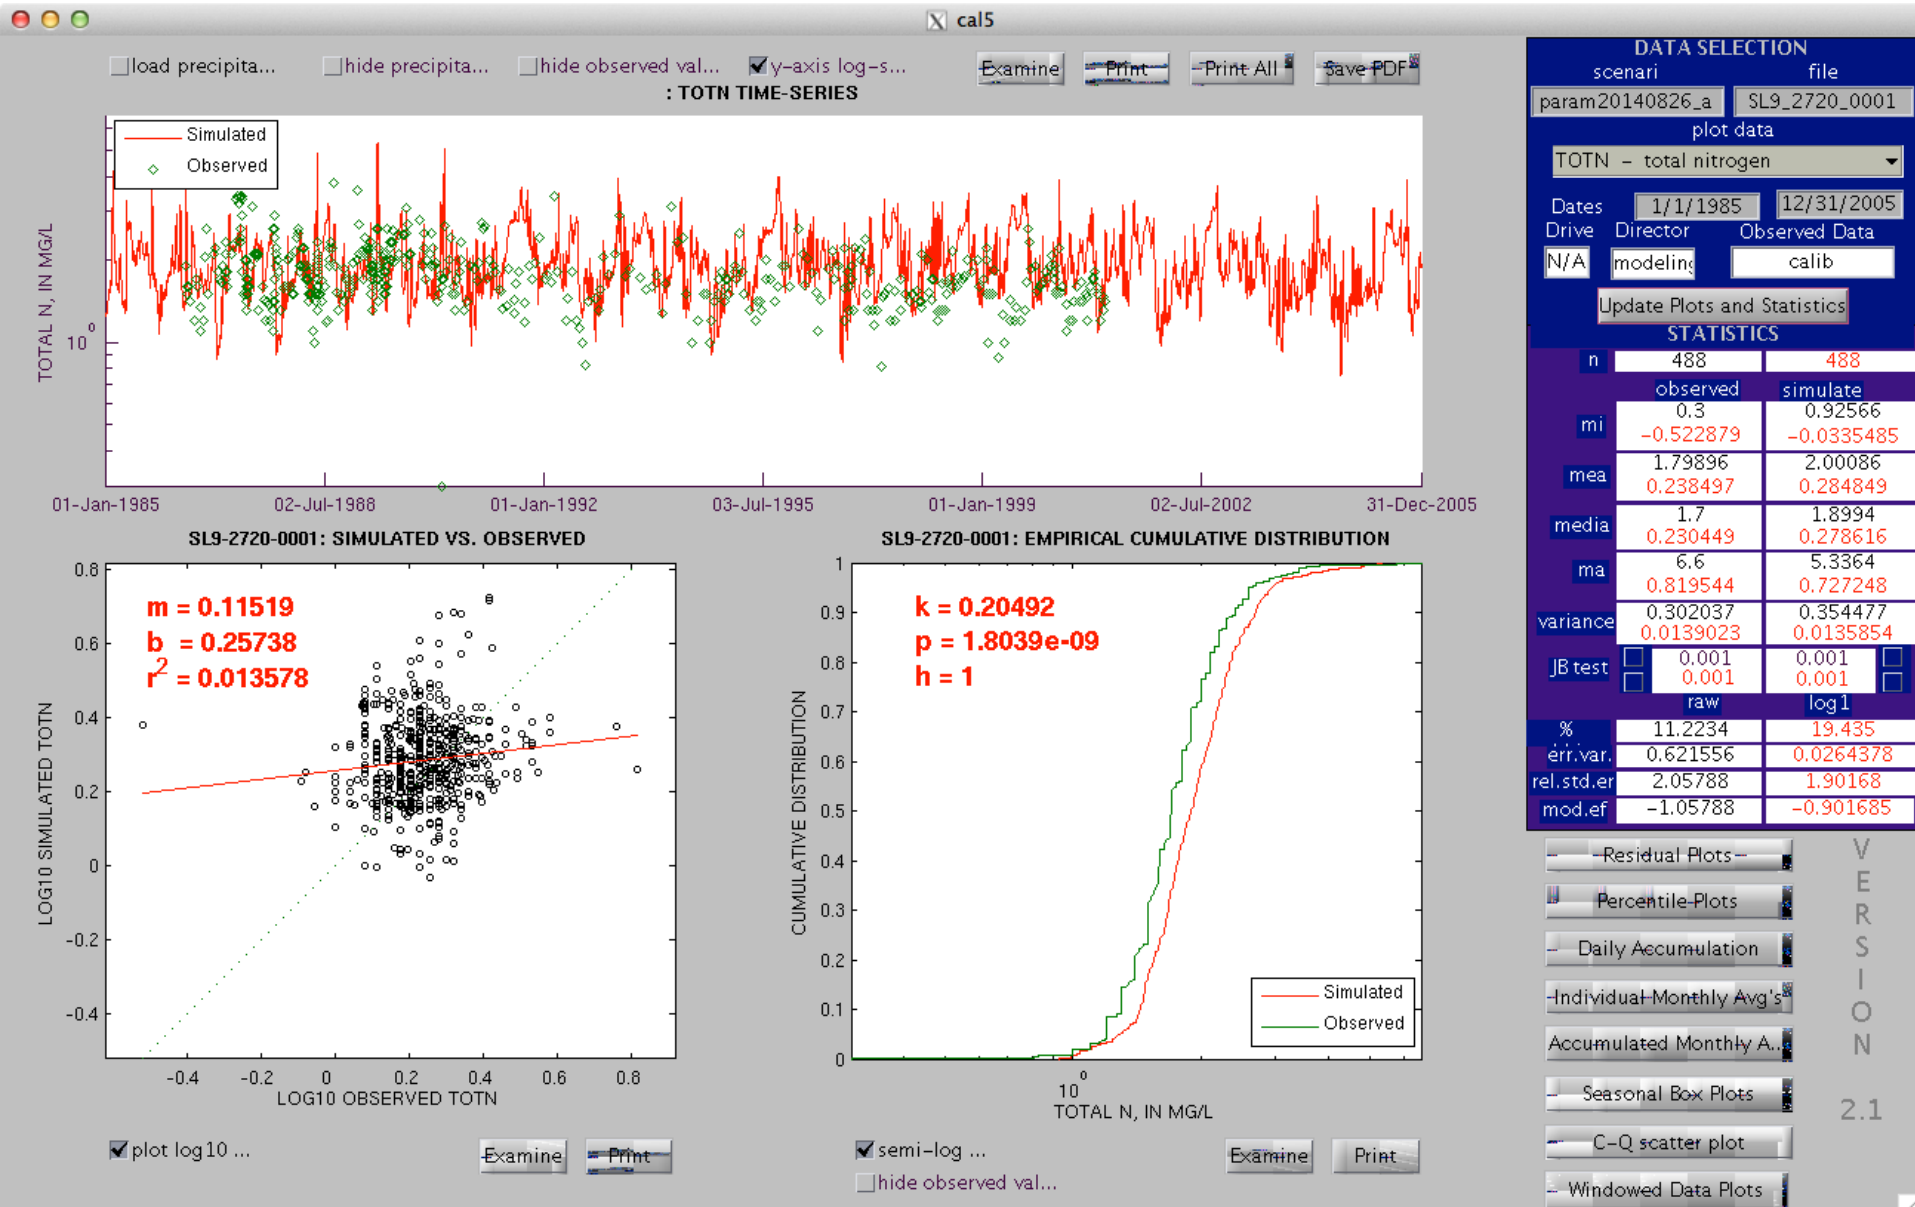 cal5
load precipita...
hide precipita...
hide observed val...
y-axis log-s...
Examine
Print
Print All
Save PDF
: TOTN TIME-SERIES
Simulated
Observed
TOTAL N, IN MG/L
10 0
01-Jan-1985
02-Jul-1988
01-Jan-1992
03-Jul-1995
01-Jan-1999
02-Jul-2002
31-Dec-2005
SL9-2720-0001: SIMULATED VS. OBSERVED
m = 0.11519
b = 0.25738
r2 = 0.013578
LOG10 SIMULATED TOTN
0.8
0.6
0.4
0.2
0
-0.2
-0.4
-0.4 -0.2 0 0.2 0.4 0.6 0.8
LOG10 OBSERVED TOTN
plot log10 ...
Examine
Print
SL9-2720-0001: EMPIRICAL CUMULATIVE DISTRIBUTION
k = 0.20492
p = 1.8039e-09
h = 1
CUMULATIVE DISTRIBUTION
1
0.9
0.8
0.7
0.6
0.5
0.4
0.3
0.2
0.1
0
Simulated
Observed
10 0
TOTAL N, IN MG/L
semi-log ...
hide observed val...
Examine
Print
DATA SELECTION
scenari file
param20140826_a SL9_2720_0001
plot data
TOTN - total nitrogen
Dates 1/1/1985 12/31/2005
Drive Director Observed Data
N/A modeling calib
Update Plots and Statistics
STATISTICS
n 488 488
observed simulate
mi 0.3 0.92566
-0.522879 -0.0335485
mea 1.79896 2.00086
0.238497 0.284849
media 1.7 1.8994
0.230449 0.278616
ma 6.6 5.3364
0.819544 0.727248
variance 0.302037 0.354477
0.0139023 0.0135854
JB test 0.001 0.001
0.001 0.001
raw log1
% 11.2234 19.435
err.var. 0.621556 0.0264378
rel.std.er 2.05788 1.90168
mod.ef -1.05788 -0.901685
Residual Plots
Percentile Plots
Daily Accumulation
Individual Monthly Avg's
Accumulated Monthly A...
Seasonal Box Plots
C-Q scatter plot
Windowed Data Plots
VERSION
2.1